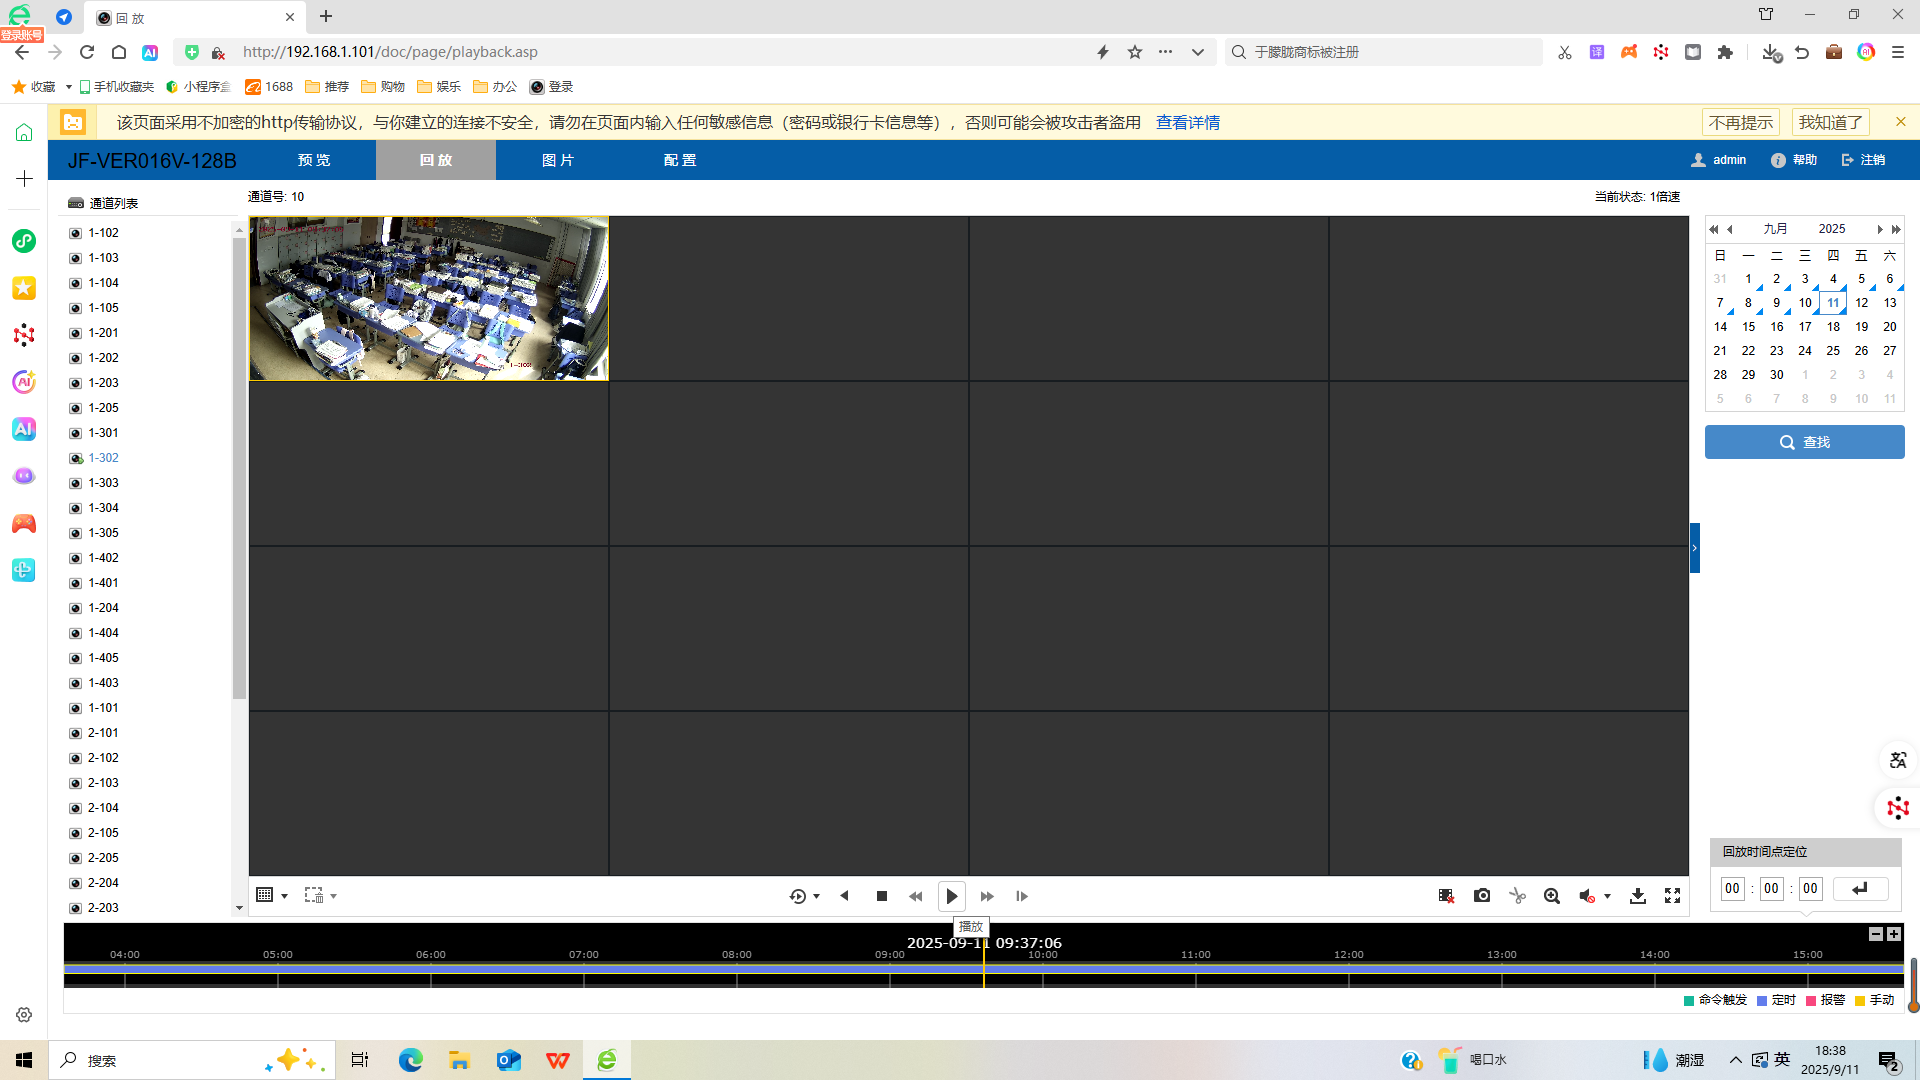 回 放
登录账号
http://192.168.1.101/doc/page/playback.asp
于朦胧商标被注册
收藏
手机收藏夹
小程序盒
1688
推荐
购物
娱乐
办公
登录
该页面采用不加密的http传输协议，与你建立的连接不安全，请勿在页面内输入任何敏感信息（密码或银行卡信息等），否则可能会被攻击者盗用 查看详情
不再提示
我知道了
JF-VER016V-128B
预 览
回 放
图 片
配 置
admin
帮助
注销
通道列表
通道号: 10
当前状态: 1倍速
1-102
1-103
1-104
1-105
1-201
1-202
1-203
1-205
1-301
1-302
1-303
1-304
1-305
1-402
1-401
1-204
1-404
1-405
1-403
1-101
2-101
2-102
2-103
2-104
2-105
2-205
2-204
2-203
九月 2025
日 一 二 三 四 五 六
31 1 2 3 4 5 6
7 8 9 10 11 12 13
14 15 16 17 18 19 20
21 22 23 24 25 26 27
28 29 30 1 2 3 4
5 6 7 8 9 10 11
查找
回放时间点定位
00 : 00 : 00
播放
2025-09-11 09:37:06
04:00 05:00 06:00 07:00 08:00 09:00 10:00 11:00 12:00 13:00 14:00 15:00
命令触发 定时 报警 手动
搜索
喝口水
潮湿
英
18:38
2025/9/11
2